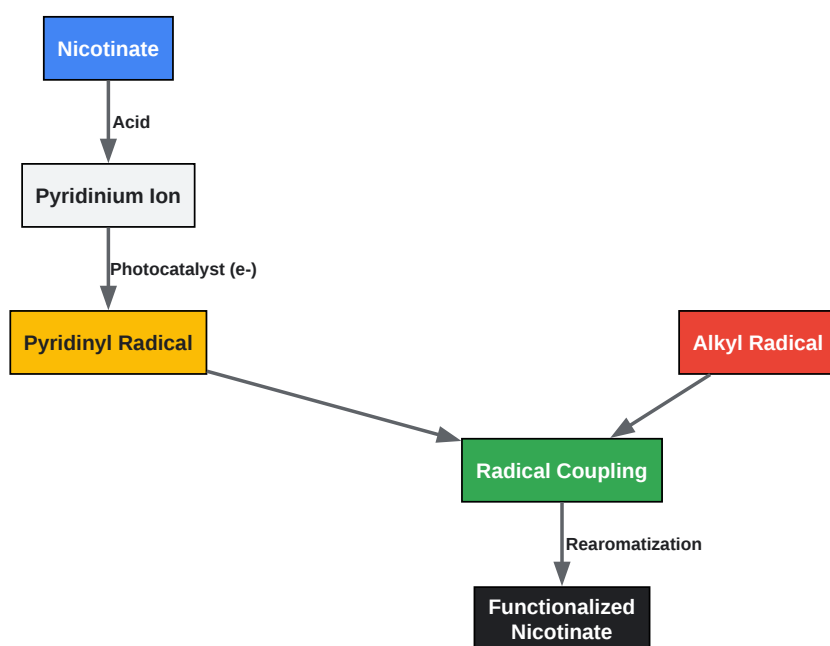 Nicotinate
Acid
Pyridinium Ion
Photocatalyst (e-)
Pyridinyl Radical
Alkyl Radical
Radical Coupling
Rearomatization
Functionalized
Nicotinate